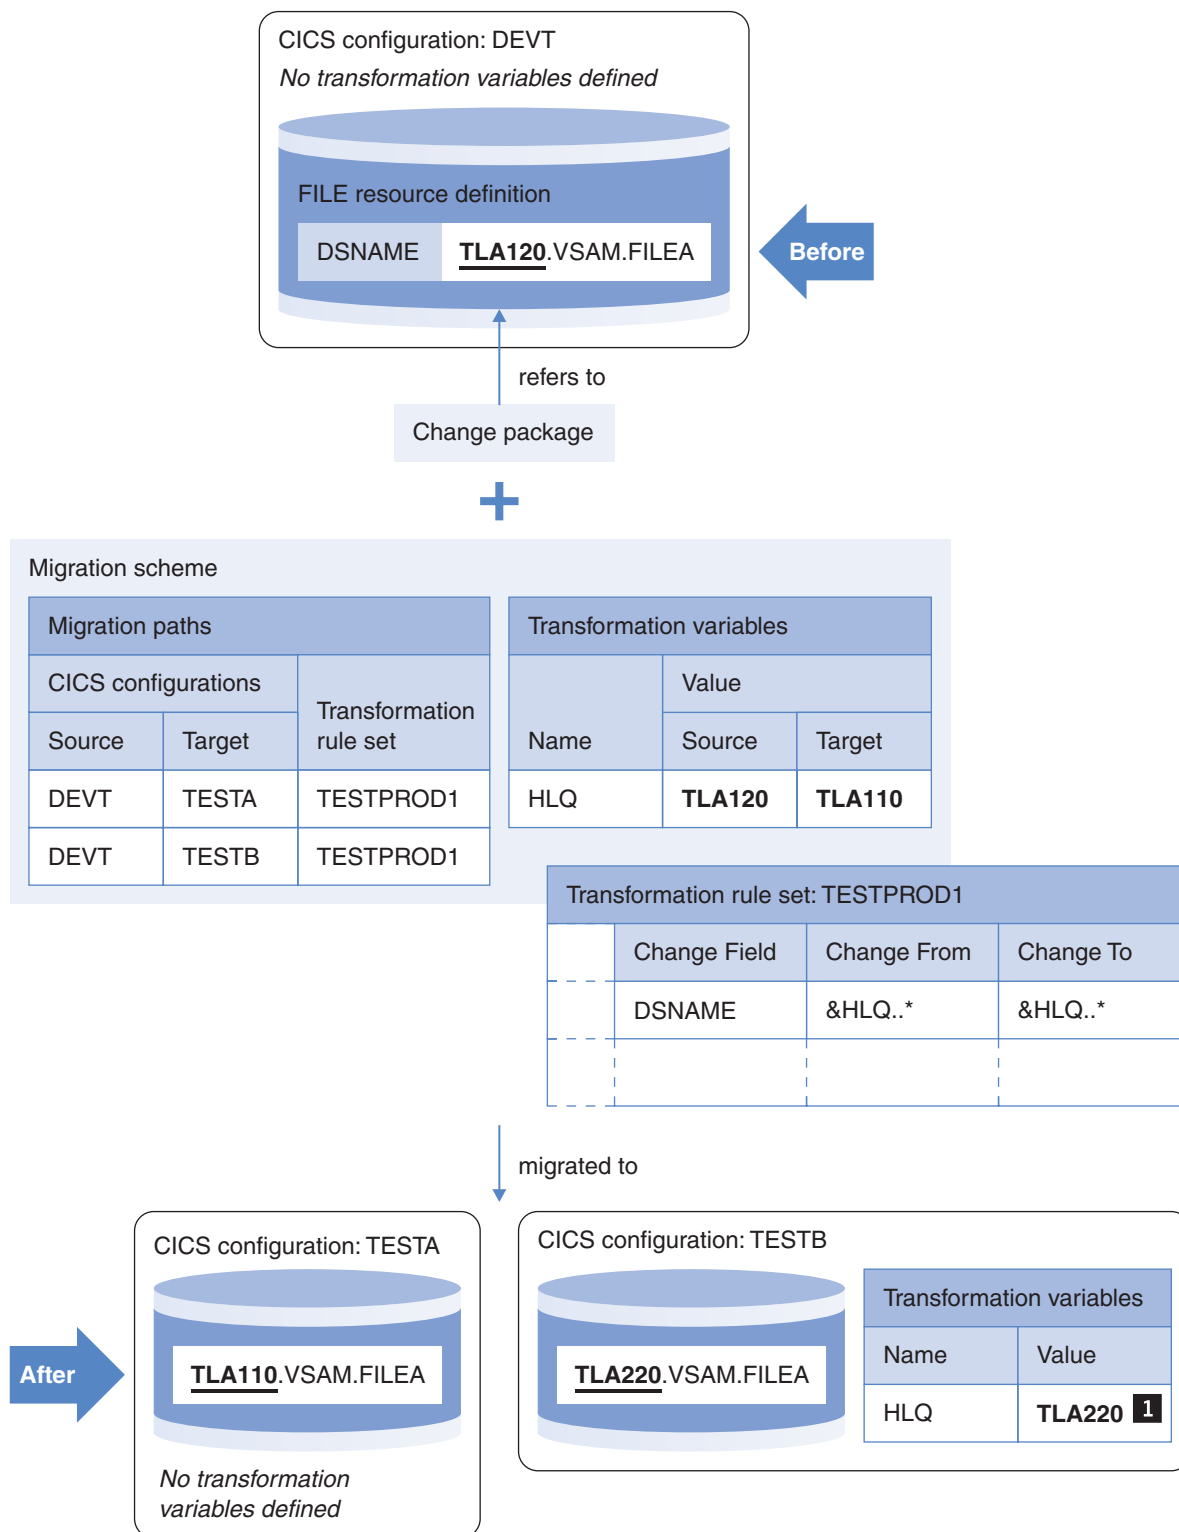 CICS configuration: DEVT
No transformation variables defined
FILE resource definition
DSNAME TLA120.VSAM.FILEA
Before
refers to
Change package
+
Migration scheme
Migration paths
CICS configurations
Transformation rule set
Source Target
DEVT TESTA TESTPROD1
DEVT TESTB TESTPROD1
Transformation variables
Value
Name Source Target
HLQ TLA120 TLA110
Transformation rule set: TESTPROD1
Change Field Change From Change To
DSNAME &HLQ..* &HLQ..*
migrated to
CICS configuration: TESTA
After
TLA110.VSAM.FILEA
No transformation
variables defined
CICS configuration: TESTB
TLA220.VSAM.FILEA
Transformation variables
Name Value
HLQ TLA220 1